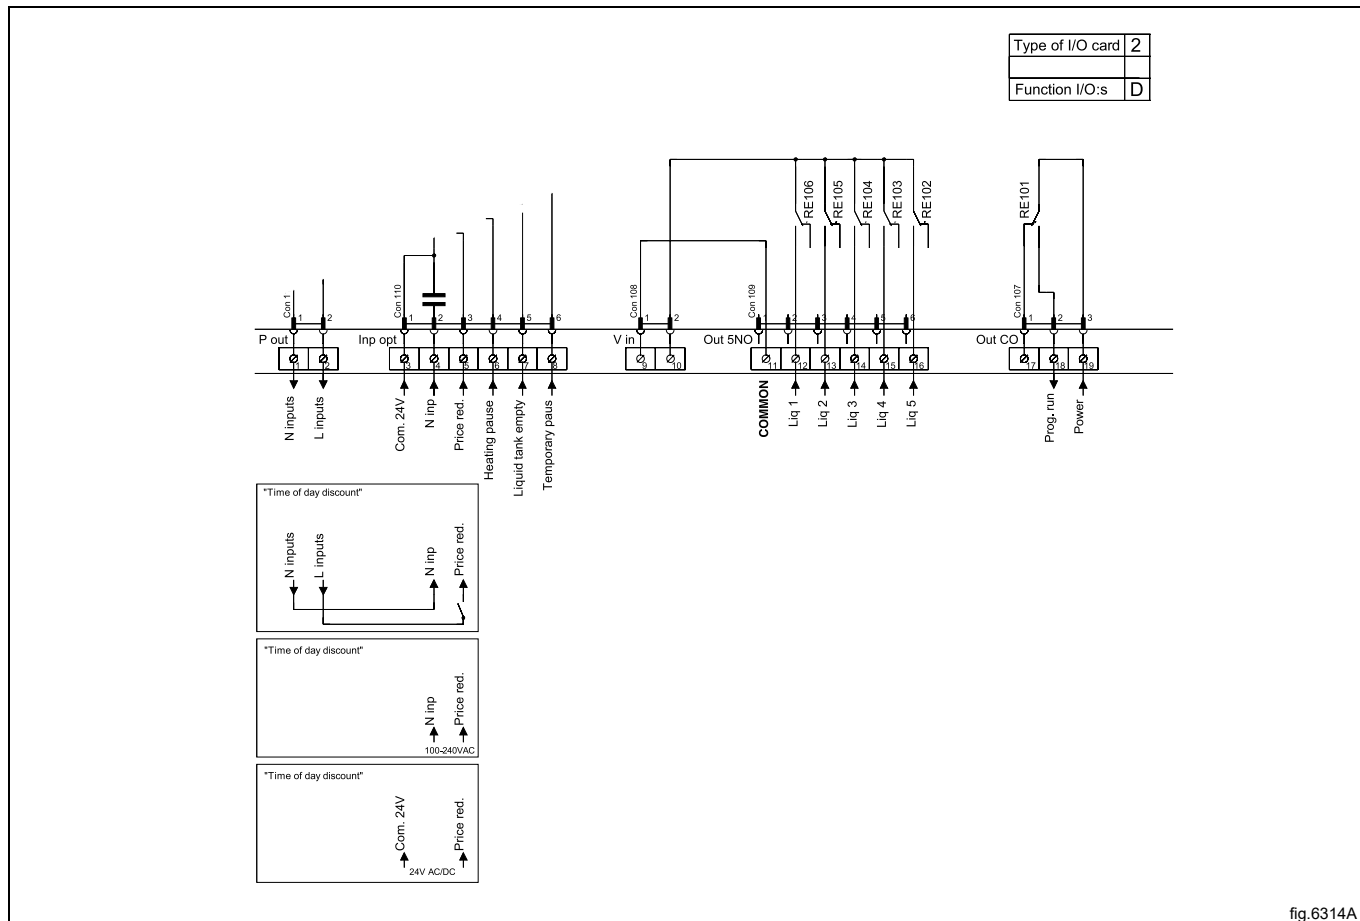 Type of I/O card 2
Function I/O:s D
RE106
RE105
RE104
RE103
RE102
RE101
Con 1
1
2
Con 110
1
2
3
4
5
6
Con 108
1
2
Con 109
1
2
3
4
5
6
Con 107
1
2
3
P out
Inp opt
V in
Out 5NO
Out CO
1
2
3
4
5
6
7
8
9
10
11
12
13
14
15
16
17
18
19
N inputs
L inputs
Com. 24V
N inp
Price red.
Heating pause
Liquid tank empty
Temporary paus
COMMON
Liq 1
Liq 2
Liq 3
Liq 4
Liq 5
Prog. run
Power
"Time of day discount"
N inputs
L inputs
N inp
Price red.
"Time of day discount"
N inp
Price red.
100-240VAC
"Time of day discount"
Com. 24V
Price red.
24V AC/DC
fig.6314A